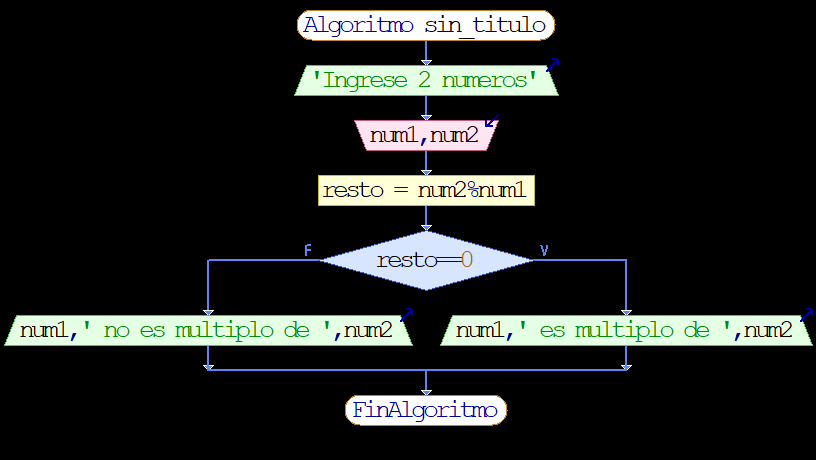 Algoritmo sin_titulo
'Ingrese 2 numeros'
num1,num2
resto = num2%num1
F
V
resto==0
num1,' no es multiplo de ',num2
num1,' es multiplo de ',num2
FinAlgoritmo